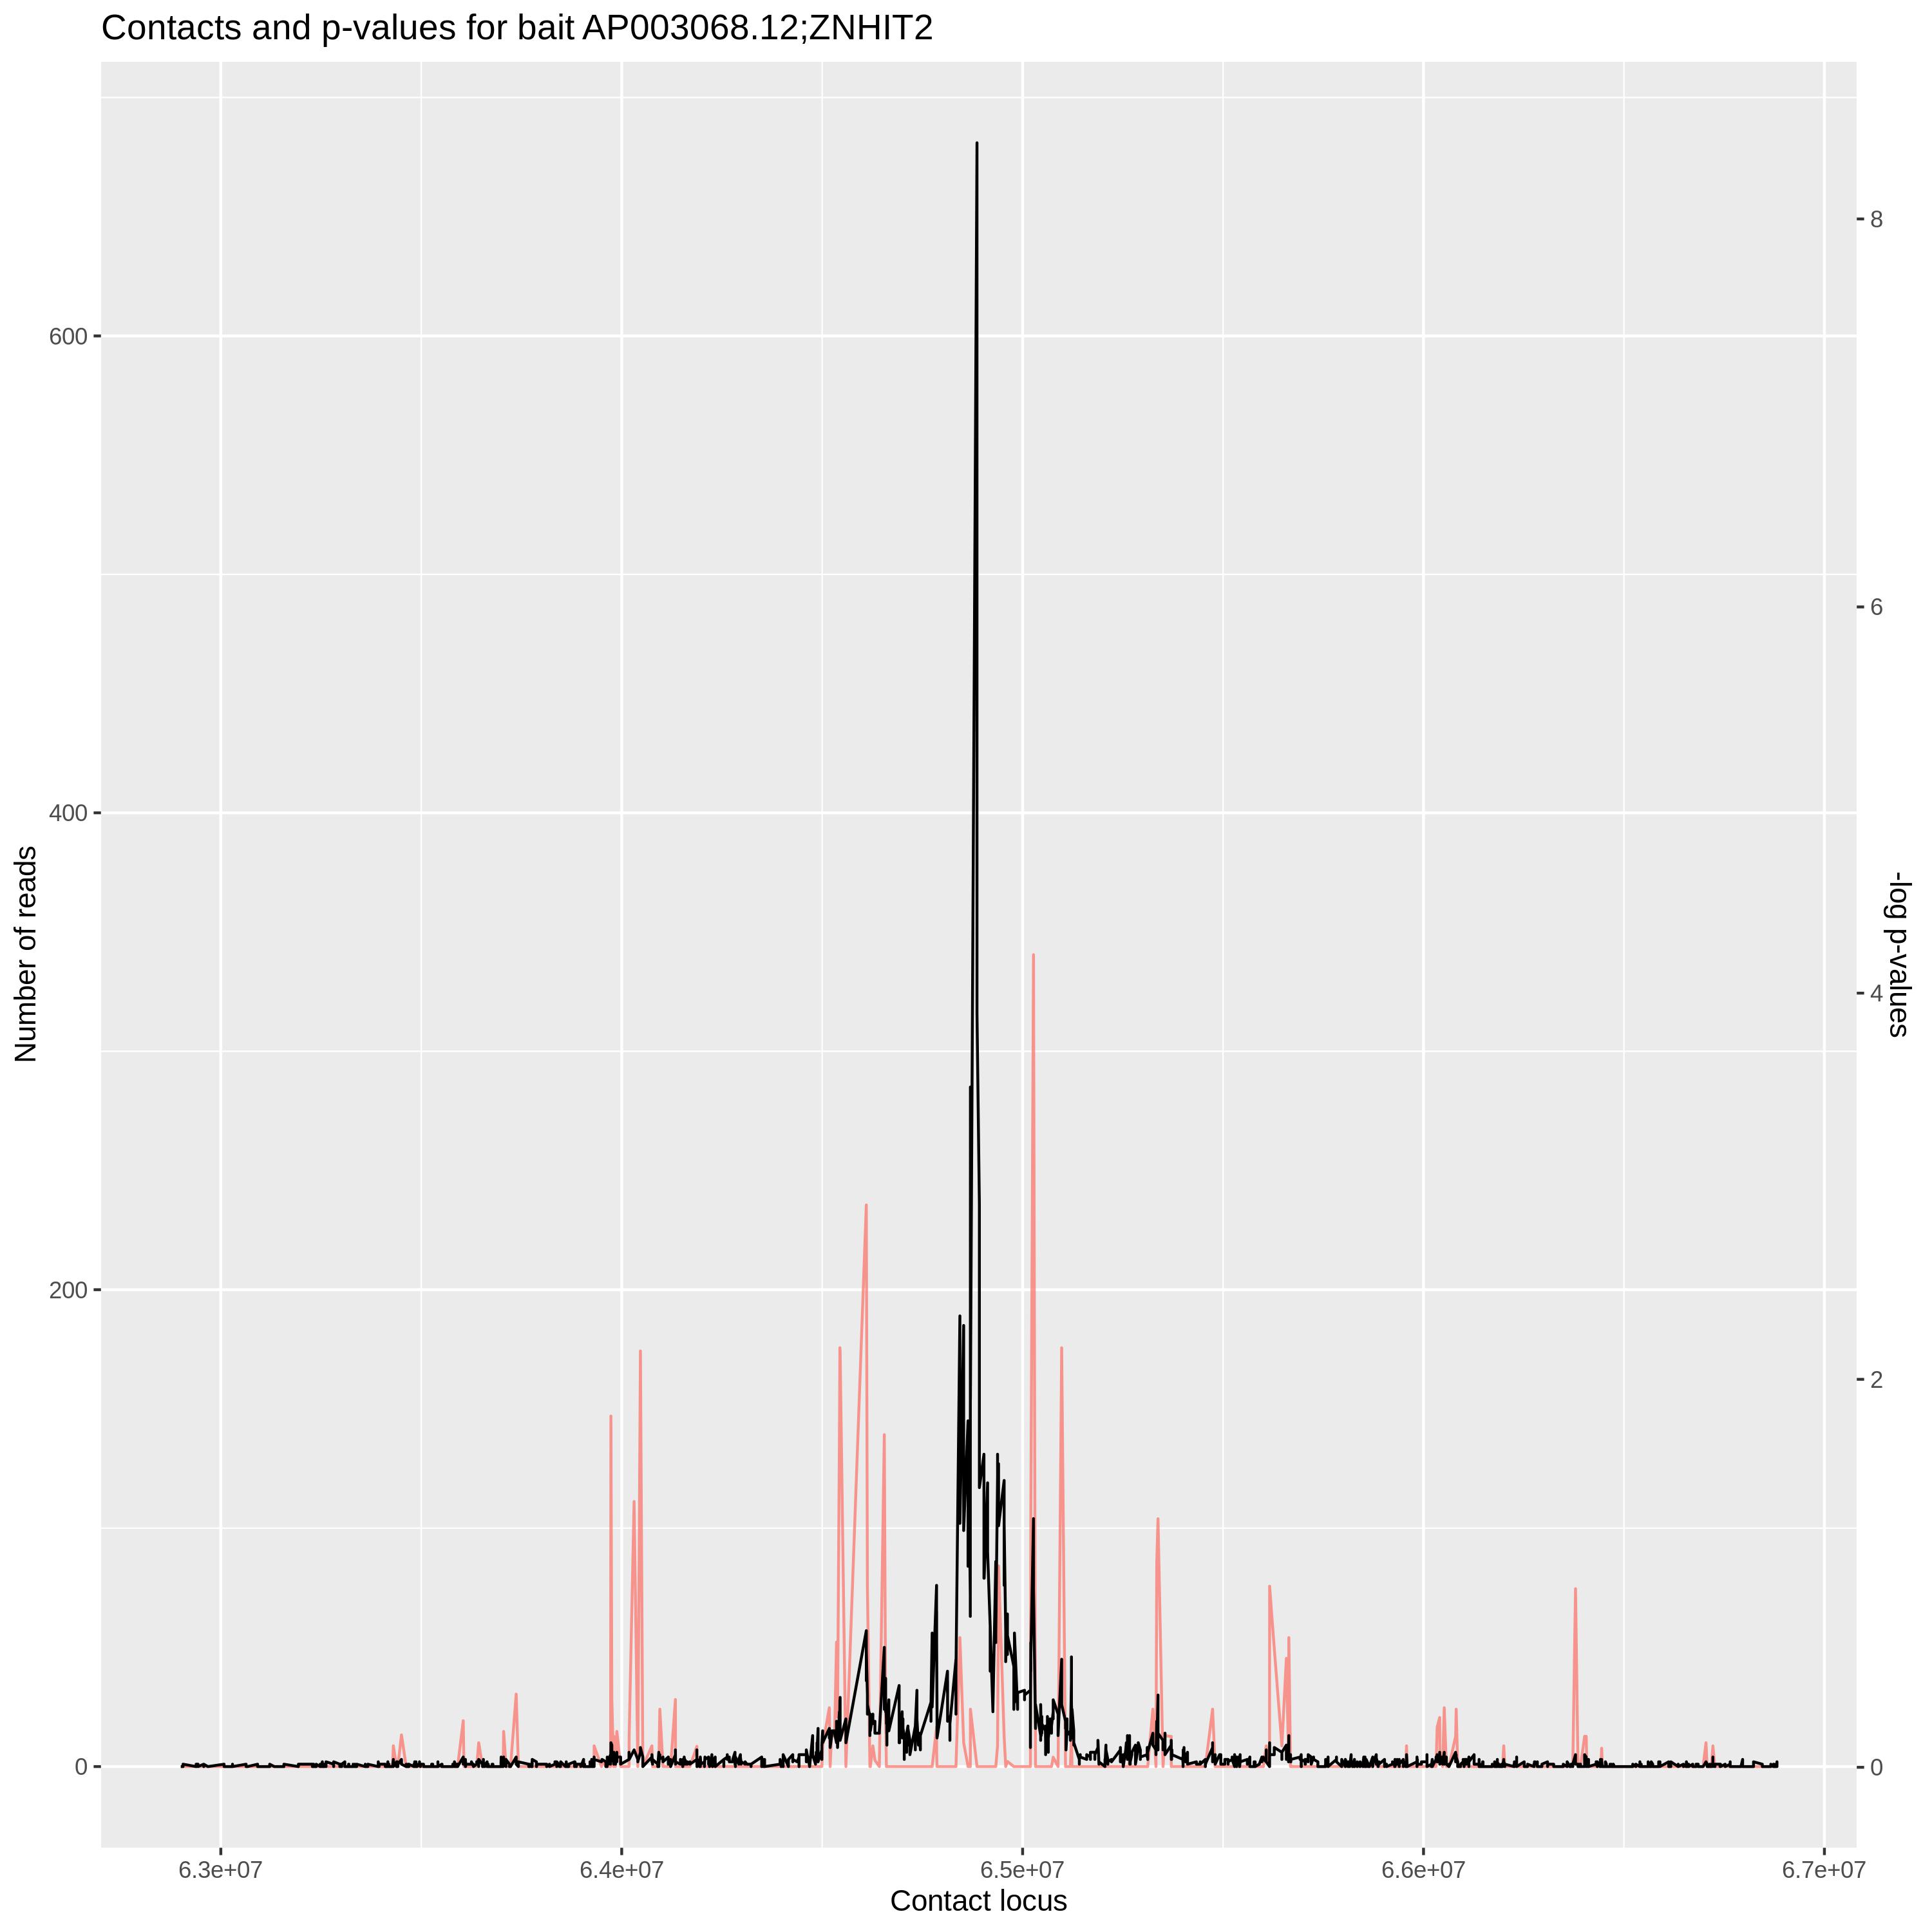 Contacts and p-values for bait AP003068.12;ZNHIT2
Number of reads
600
400
200
0
8
6
4
2
0
-log p-values
6.3e+07
6.4e+07
6.5e+07
6.6e+07
6.7e+07
Contact locus